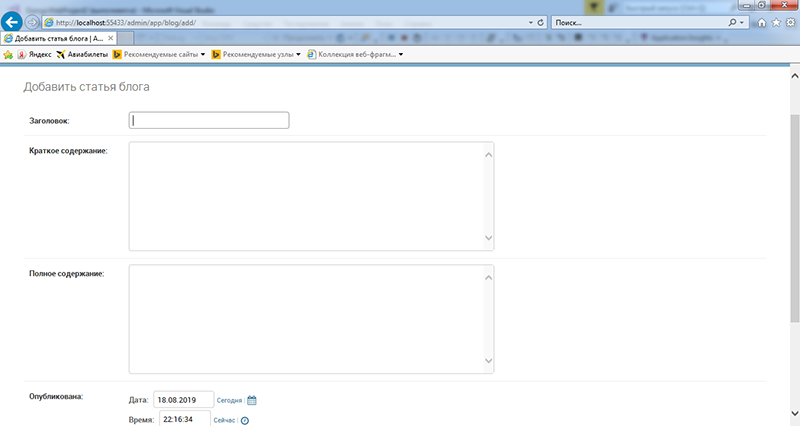 http://localhost:55433/admin/app/blog/add/
Поиск...
Добавить статья блога | А...
Яндекс Авиабилеты Рекомендуемые сайты Рекомендуемые узлы Коллекция веб-фрагм...
Добавить статья блога
Заголовок:
Краткое содержание:
Полное содержание:
Опубликована:
Дата: 18.08.2019 Сегодня
Время: 22:16:34 Сейчас